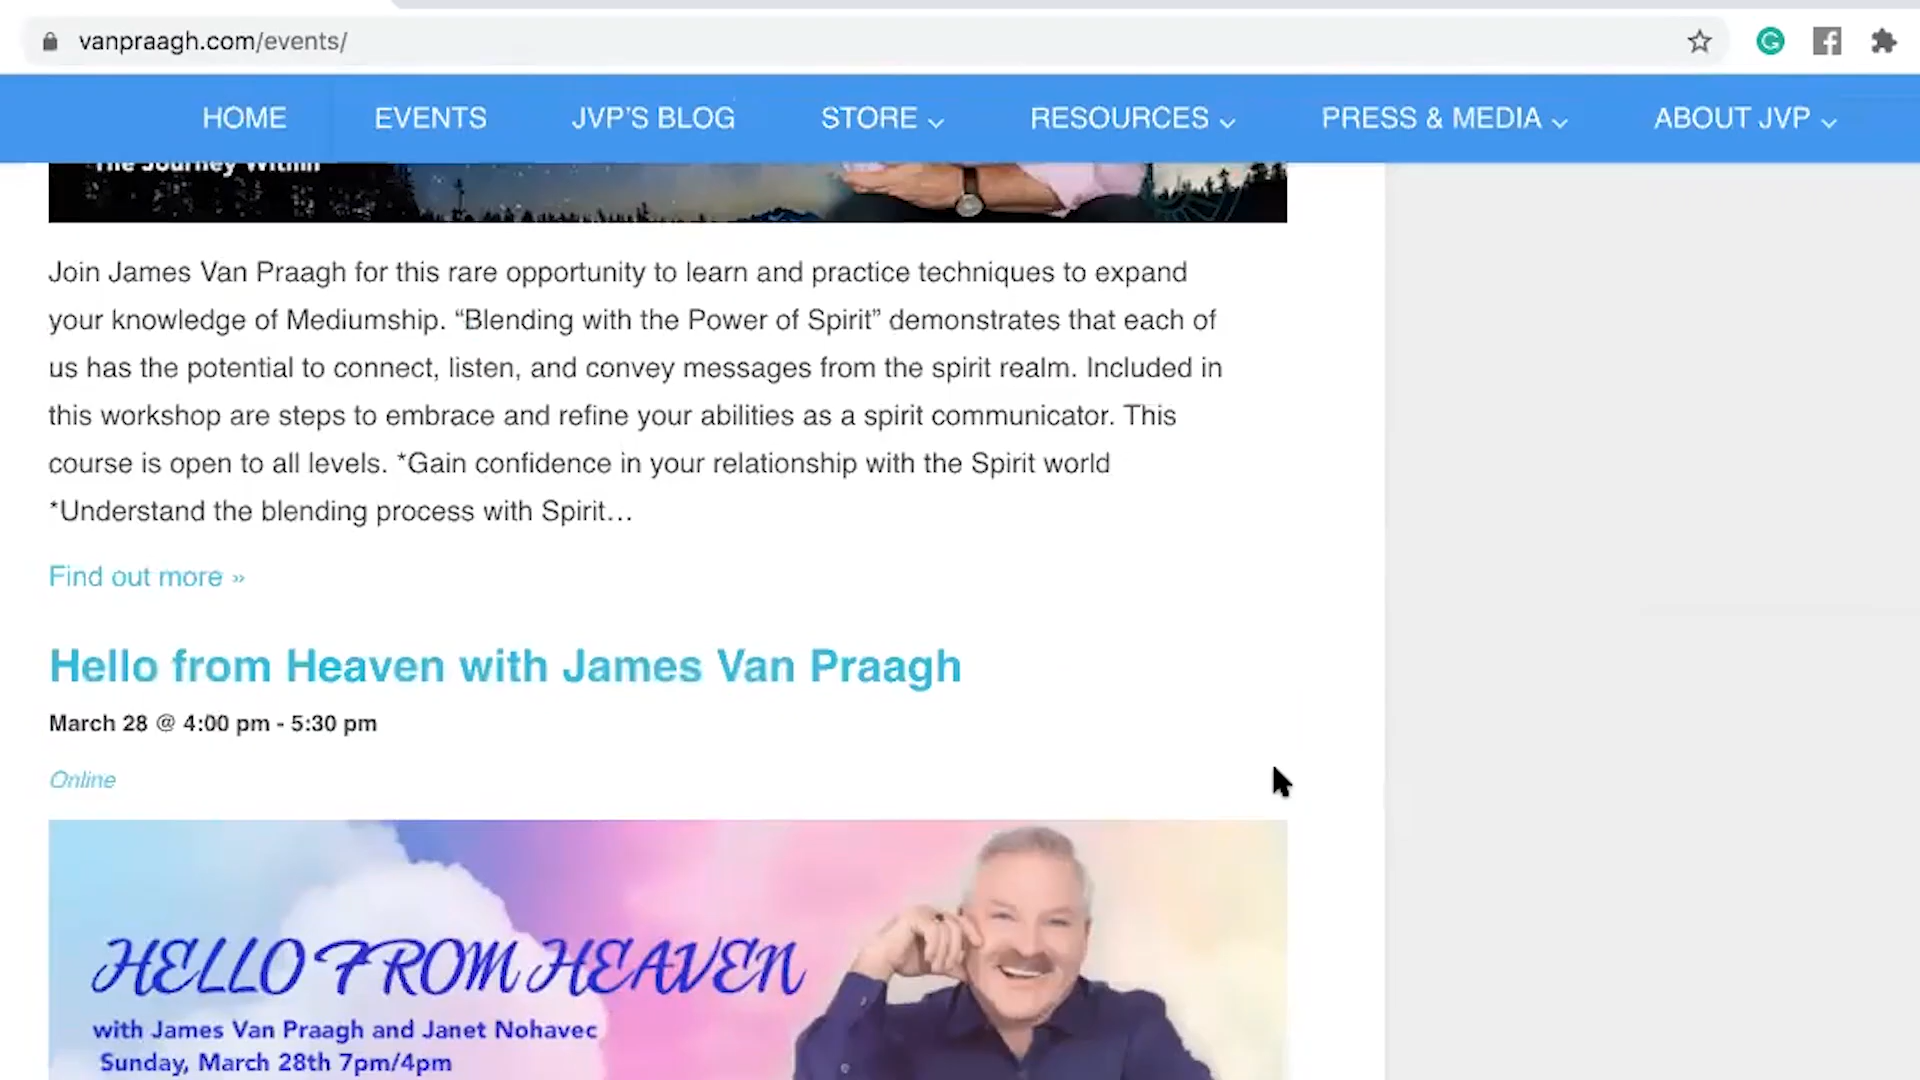 vanpraagh.com/events/
HOME EVENTS JVP'S BLOG STORE RESOURCES PRESS & MEDIA ABOUT JVP
The Journey Within
Join James Van Praagh for this rare opportunity to learn and practice techniques to expand
your knowledge of Mediumship. “Blending with the Power of Spirit” demonstrates that each of
us has the potential to connect, listen, and convey messages from the spirit realm. Included in
this workshop are steps to embrace and refine your abilities as a spirit communicator. This
course is open to all levels. *Gain confidence in your relationship with the Spirit world
*Understand the blending process with Spirit…
Find out more »
Hello from Heaven with James Van Praagh
March 28 @ 4:00 pm - 5:30 pm
Online
HELLO FROM HEAVEN
with James Van Praagh and Janet Nohavec
Sunday, March 28th 7pm/4pm